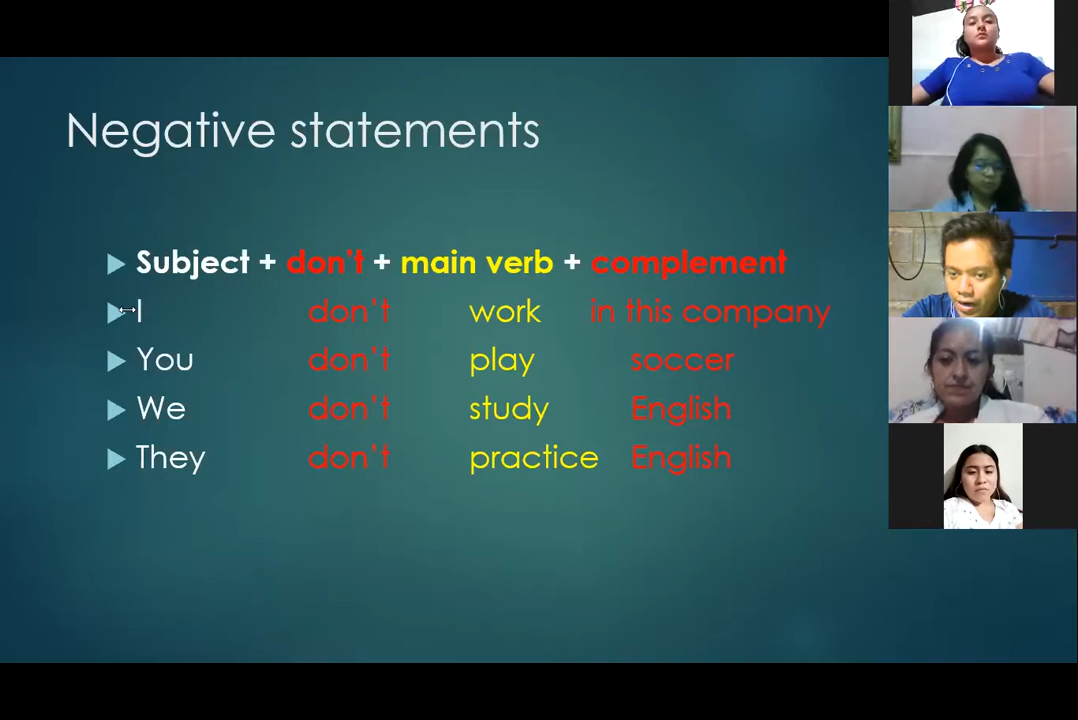 Negative statements
Subject + don't + main verb + complement
I don't work in this company
You don't play soccer
We don't study English
They don't practice English